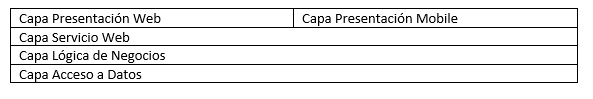 Capa Presentación Web
Capa Presentación Mobile
Capa Servicio Web
Capa Lógica de Negocios
Capa Acceso a Datos